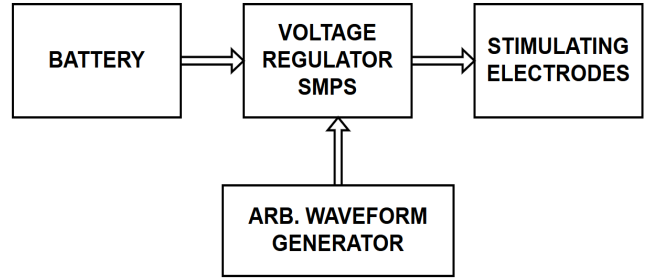 BATTERY
VOLTAGE
REGULATOR
SMPS
STIMULATING
ELECTRODES
ARB. WAVEFORM
GENERATOR